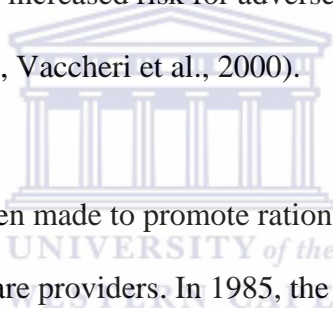 increased risk for adverse
, Vaccheri et al., 2000).
en made to promote ration
UNIVERSITY of the
are providers. In 1985, the
WESTERN CAPE